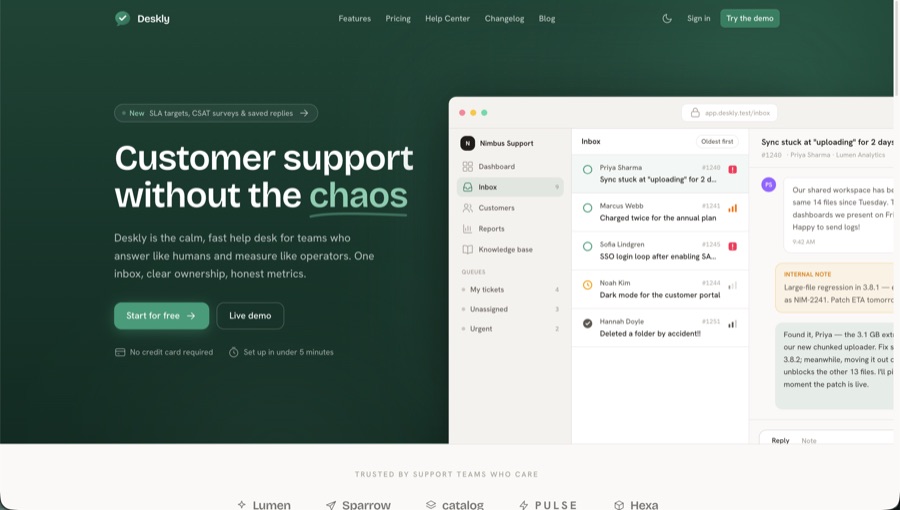 Deskly
Features Pricing Help Center Changelog Blog
Sign in
Try the demo
New SLA targets, CSAT surveys & saved replies
Customer support
without the chaos
Deskly is the calm, fast help desk for teams who
answer like humans and measure like operators. One
inbox, clear ownership, honest metrics.
Start for free
Live demo
No credit card required
Set up in under 5 minutes
app.deskly.test/inbox
N Nimbus Support
Dashboard
Inbox
Customers
Reports
Knowledge base
QUEUES
My tickets 4
Unassigned 3
Urgent 2
Inbox
Oldest first
Priya Sharma #1240
Sync stuck at "uploading" for 2 d...
Marcus Webb #1241
Charged twice for the annual plan
Sofia Lindgren #1245
SSO login loop after enabling SA...
Noah Kim #1244
Dark mode for the customer portal
Hannah Doyle #1251
Deleted a folder by accident!!
Sync stuck at "uploading" for 2 days
#1240 · Priya Sharma · Lumen Analytics
PS
Our shared workspace has be
same 14 files since Tuesday.
dashboards we present on Fri
Happy to send logs!
9:42 AM
INTERNAL NOTE
Large-file regression in 3.8.1 —
as NIM-2241. Patch ETA tomorro
Found it, Priya — the 3.1 GB ext
our new chunked uploader. Fix s
3.8.2; meanwhile, moving it out
unblocks the other 13 files. I'll pi
moment the patch is live.
Reply Note
TRUSTED BY SUPPORT TEAMS WHO CARE
Lumen Sparrow catalog PULSE Hexa